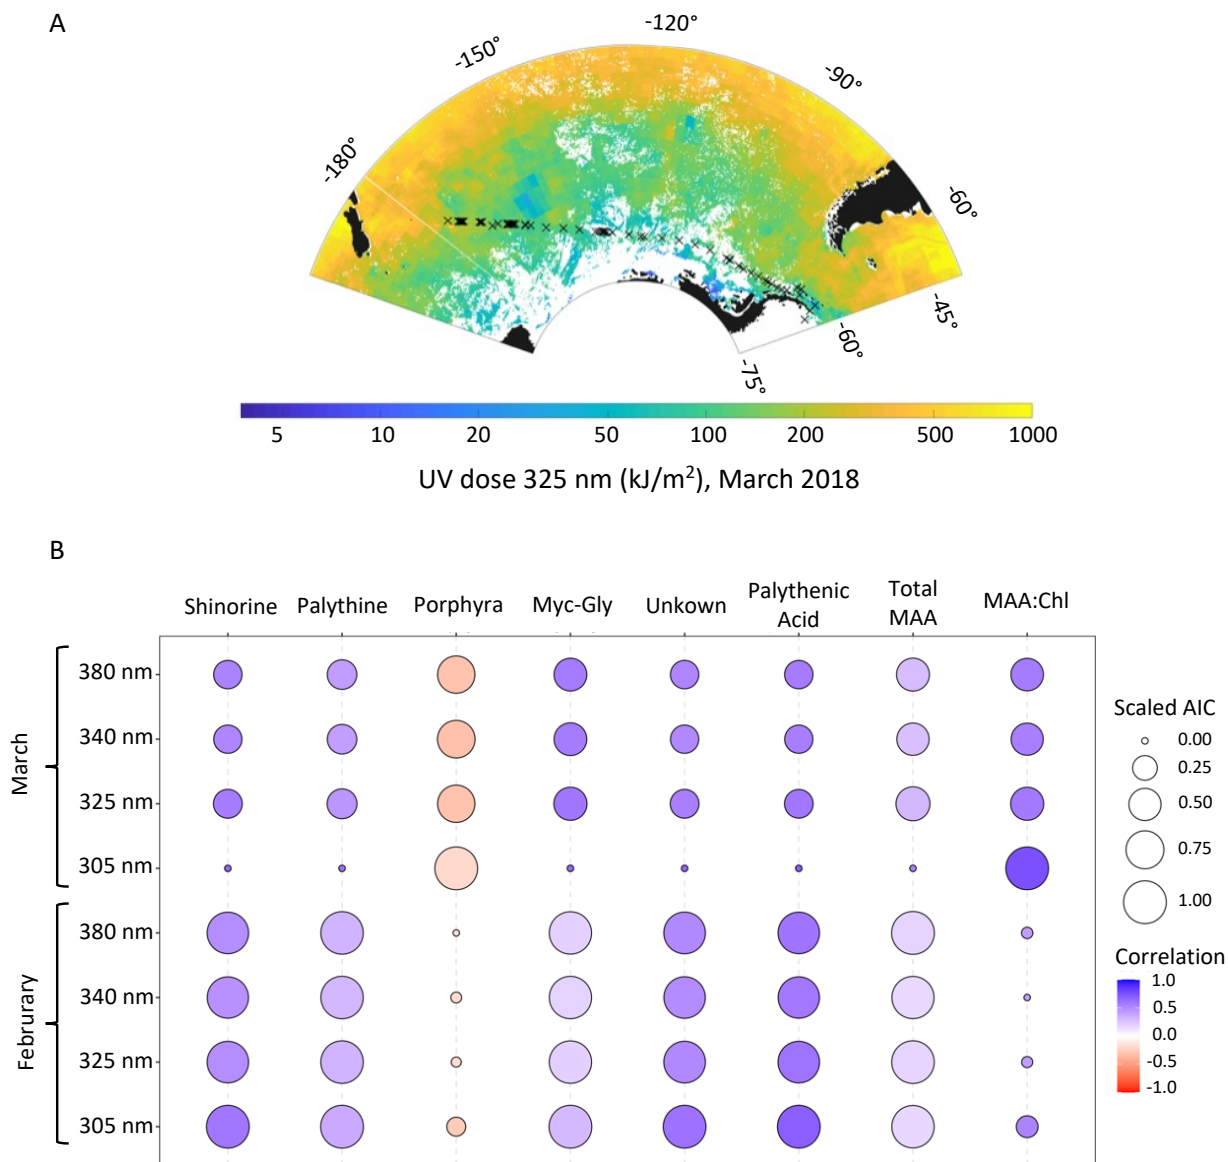 A
-120°
-150°
-90°
-180°
-60°
-45°
-60°
-75°
5 10 20 50 100 200 500 1000
UV dose 325 nm (kJ/m²), March 2018
B
Shinorine Palythine Porphyra Myc-Gly Unkown Palythenic Acid Total MAA MAA:Chl
March
380 nm
340 nm
325 nm
305 nm
Februrary
380 nm
340 nm
325 nm
305 nm
Scaled AIC
0.00
0.25
0.50
0.75
1.00
Correlation
1.0
0.5
0.0
-0.5
-1.0